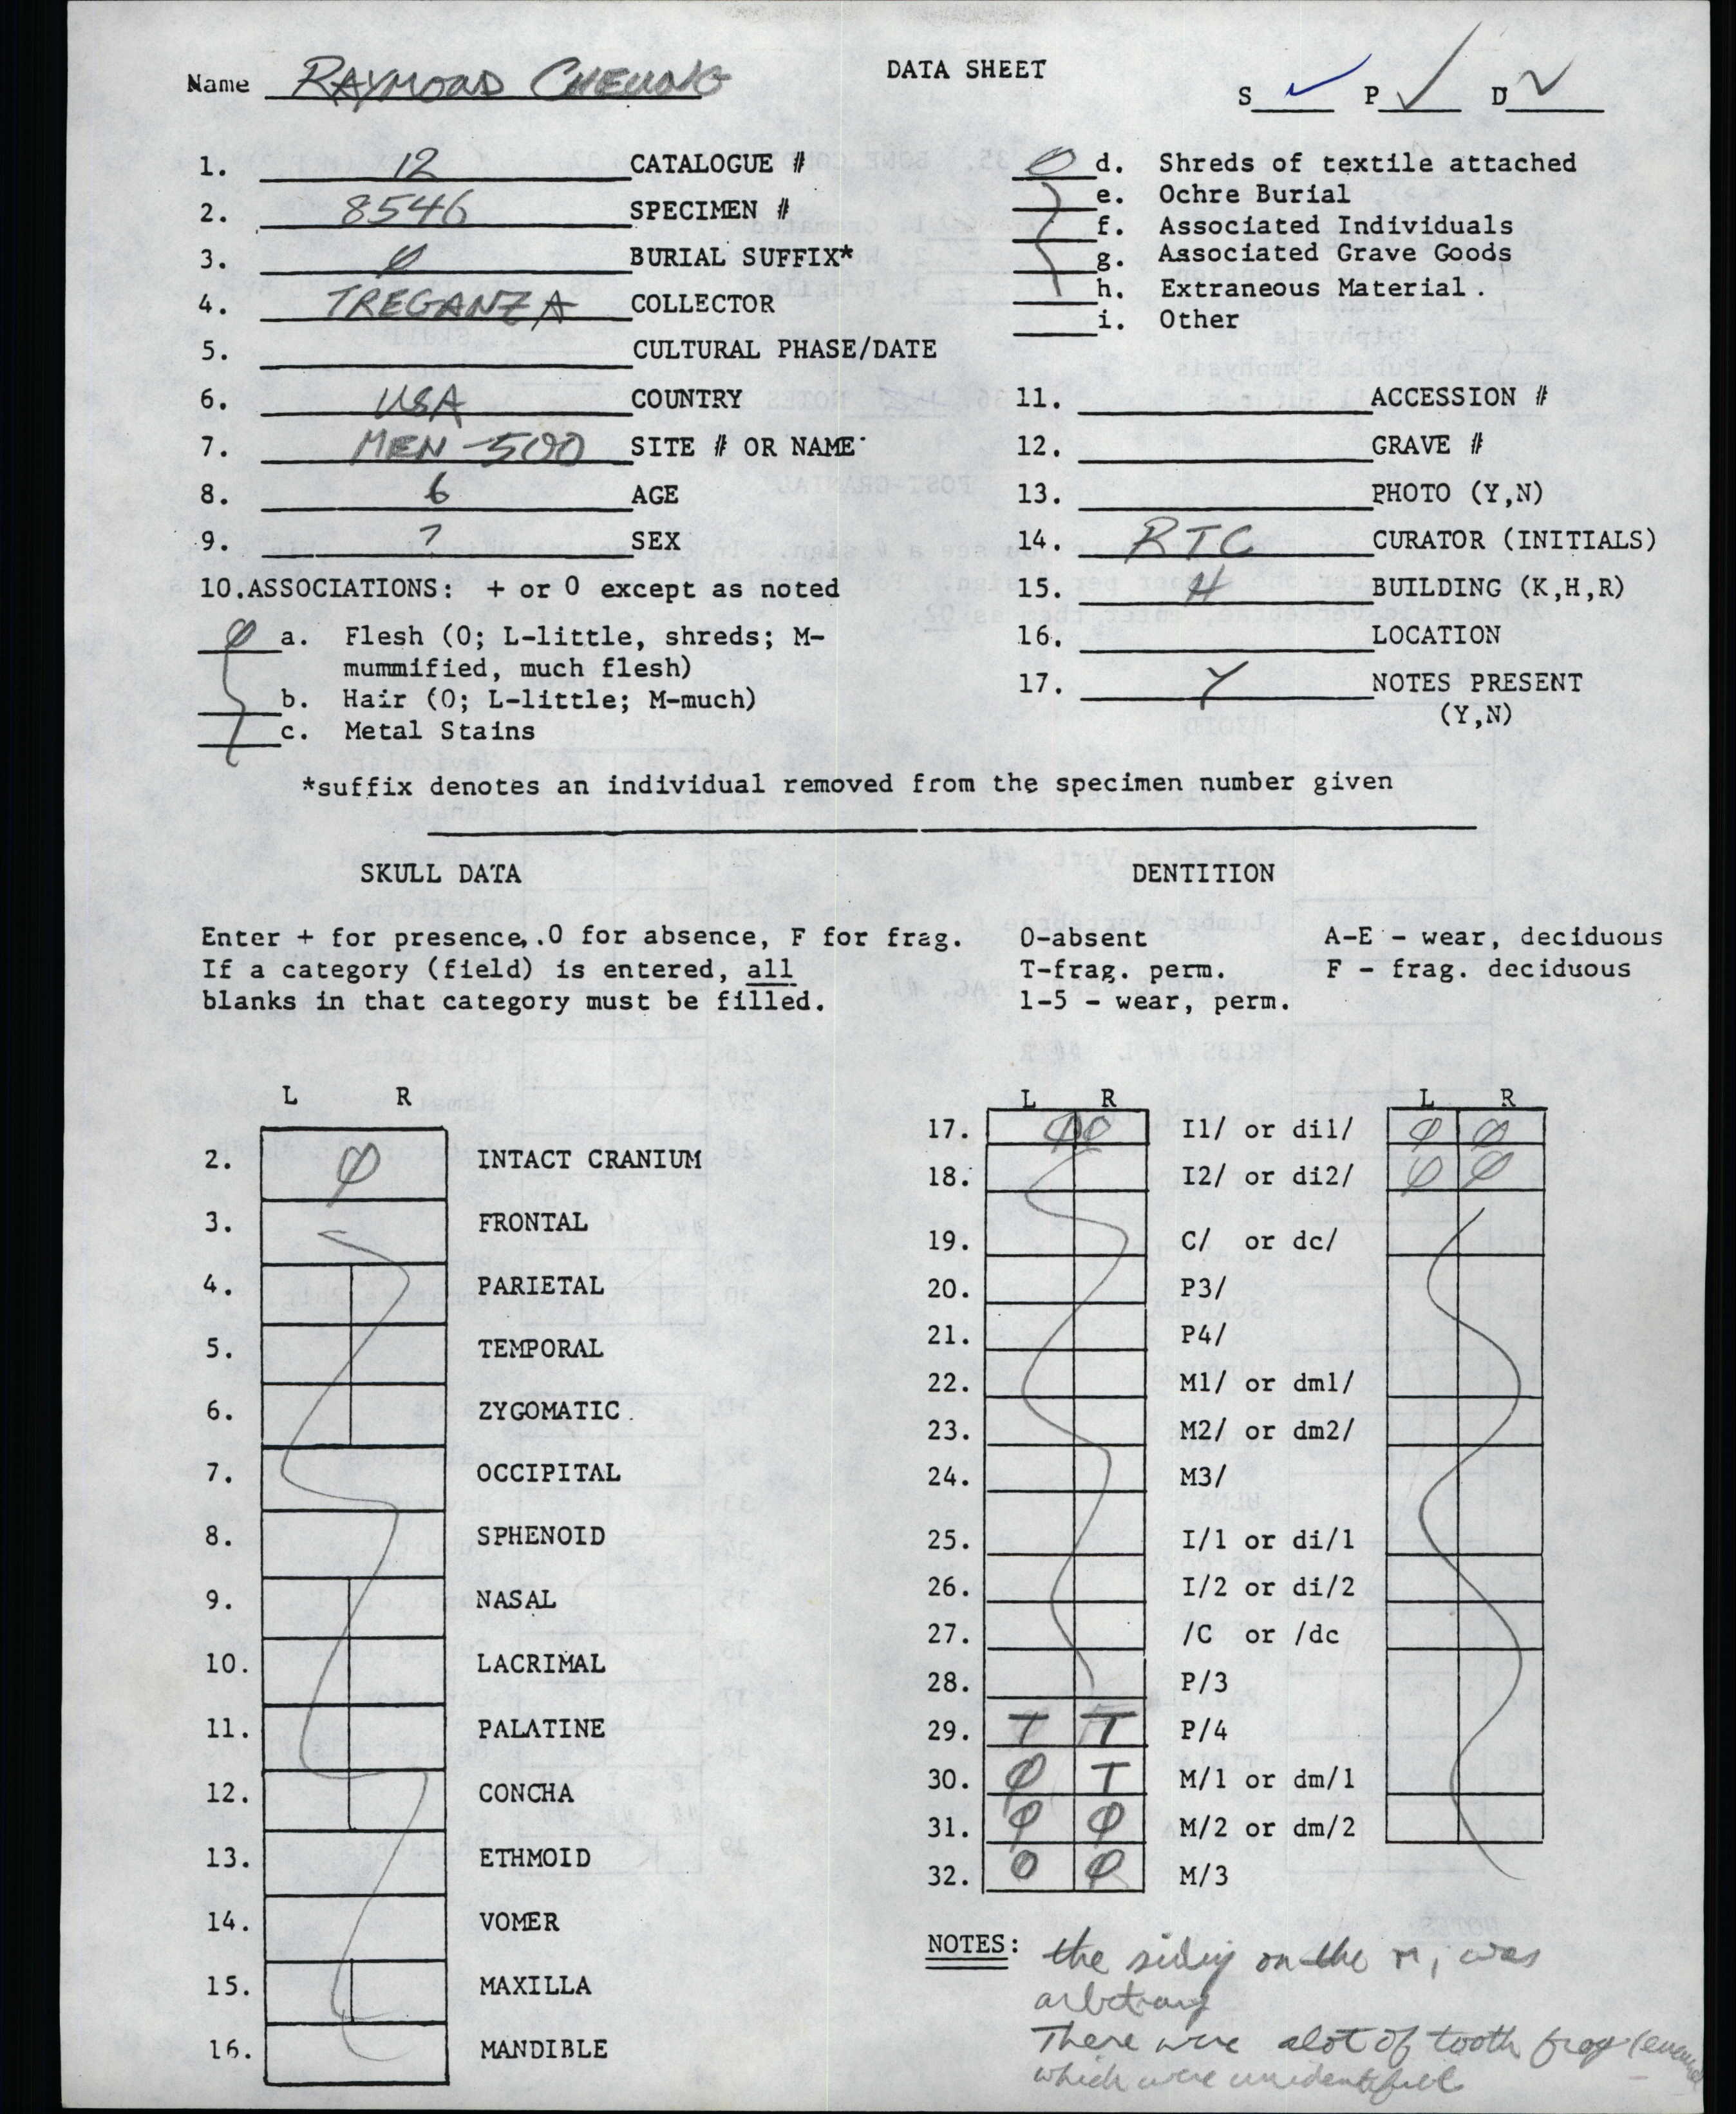 DATA SHEET
Name RAYMOND CHEUNG
S ✓ P ✓ D ✓
1. 12 CATALOGUE #
2. 8546 SPECIMEN #
3. Ø BURIAL SUFFIX*
4. TREGANZA COLLECTOR
5. CULTURAL PHASE/DATE
6. USA COUNTRY
7. MEN-500 SITE # OR NAME
8. 6 AGE
9. ? SEX
10.ASSOCIATIONS: + or 0 except as noted
Ø a. Flesh (0; L-little, shreds; M-
mummified, much flesh)
b. Hair (0; L-little; M-much)
c. Metal Stains
Ø d. Shreds of textile attached
e. Ochre Burial
f. Associated Individuals
g. Associated Grave Goods
h. Extraneous Material.
i. Other
11. ACCESSION #
12. GRAVE #
13. PHOTO (Y,N)
14. RTC CURATOR (INITIALS)
15. H BUILDING (K,H,R)
16. LOCATION
17. Y NOTES PRESENT
(Y,N)
*suffix denotes an individual removed from the specimen number given
SKULL DATA
Enter + for presence, .0 for absence, F for frag.
If a category (field) is entered, all
blanks in that category must be filled.
L R
2. Ø INTACT CRANIUM
3. FRONTAL
4. PARIETAL
5. TEMPORAL
6. ZYGOMATIC
7. OCCIPITAL
8. SPHENOID
9. NASAL
10. LACRIMAL
11. PALATINE
12. CONCHA
13. ETHMOID
14. VOMER
15. MAXILLA
16. MANDIBLE
DENTITION
0-absent A-E - wear, deciduous
T-frag. perm. F - frag. deciduous
1-5 - wear, perm.
L R L R
17. Ø Ø I1/ or di1/ Ø Ø
18. I2/ or di2/ Ø Ø
19. C/ or dc/
20. P3/
21. P4/
22. M1/ or dm1/
23. M2/ or dm2/
24. M3/
25. I/1 or di/1
26. I/2 or di/2
27. /C or /dc
28. P/3
29. T T P/4
30. Ø T M/1 or dm/1
31. Ø Ø M/2 or dm/2
32. 0 Ø M/3
NOTES: the siding on the M1 was
arbitrary
There were alot of tooth frag
which were unidentified